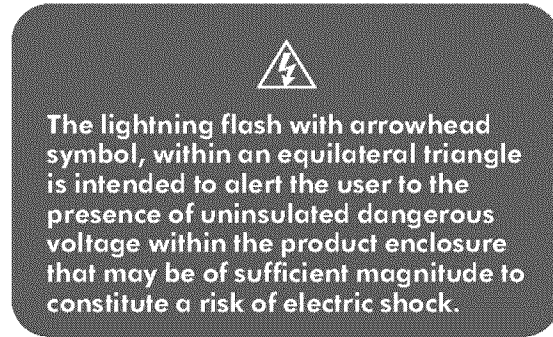 The lightning flash with arrowhead
symbol, within an equilateral triangle
is intended to alert the user to the
presence of uninsulated dangerous
voltage within the product enclosure
that may be of sufficient magnitude to
constitute a risk of electric shock.